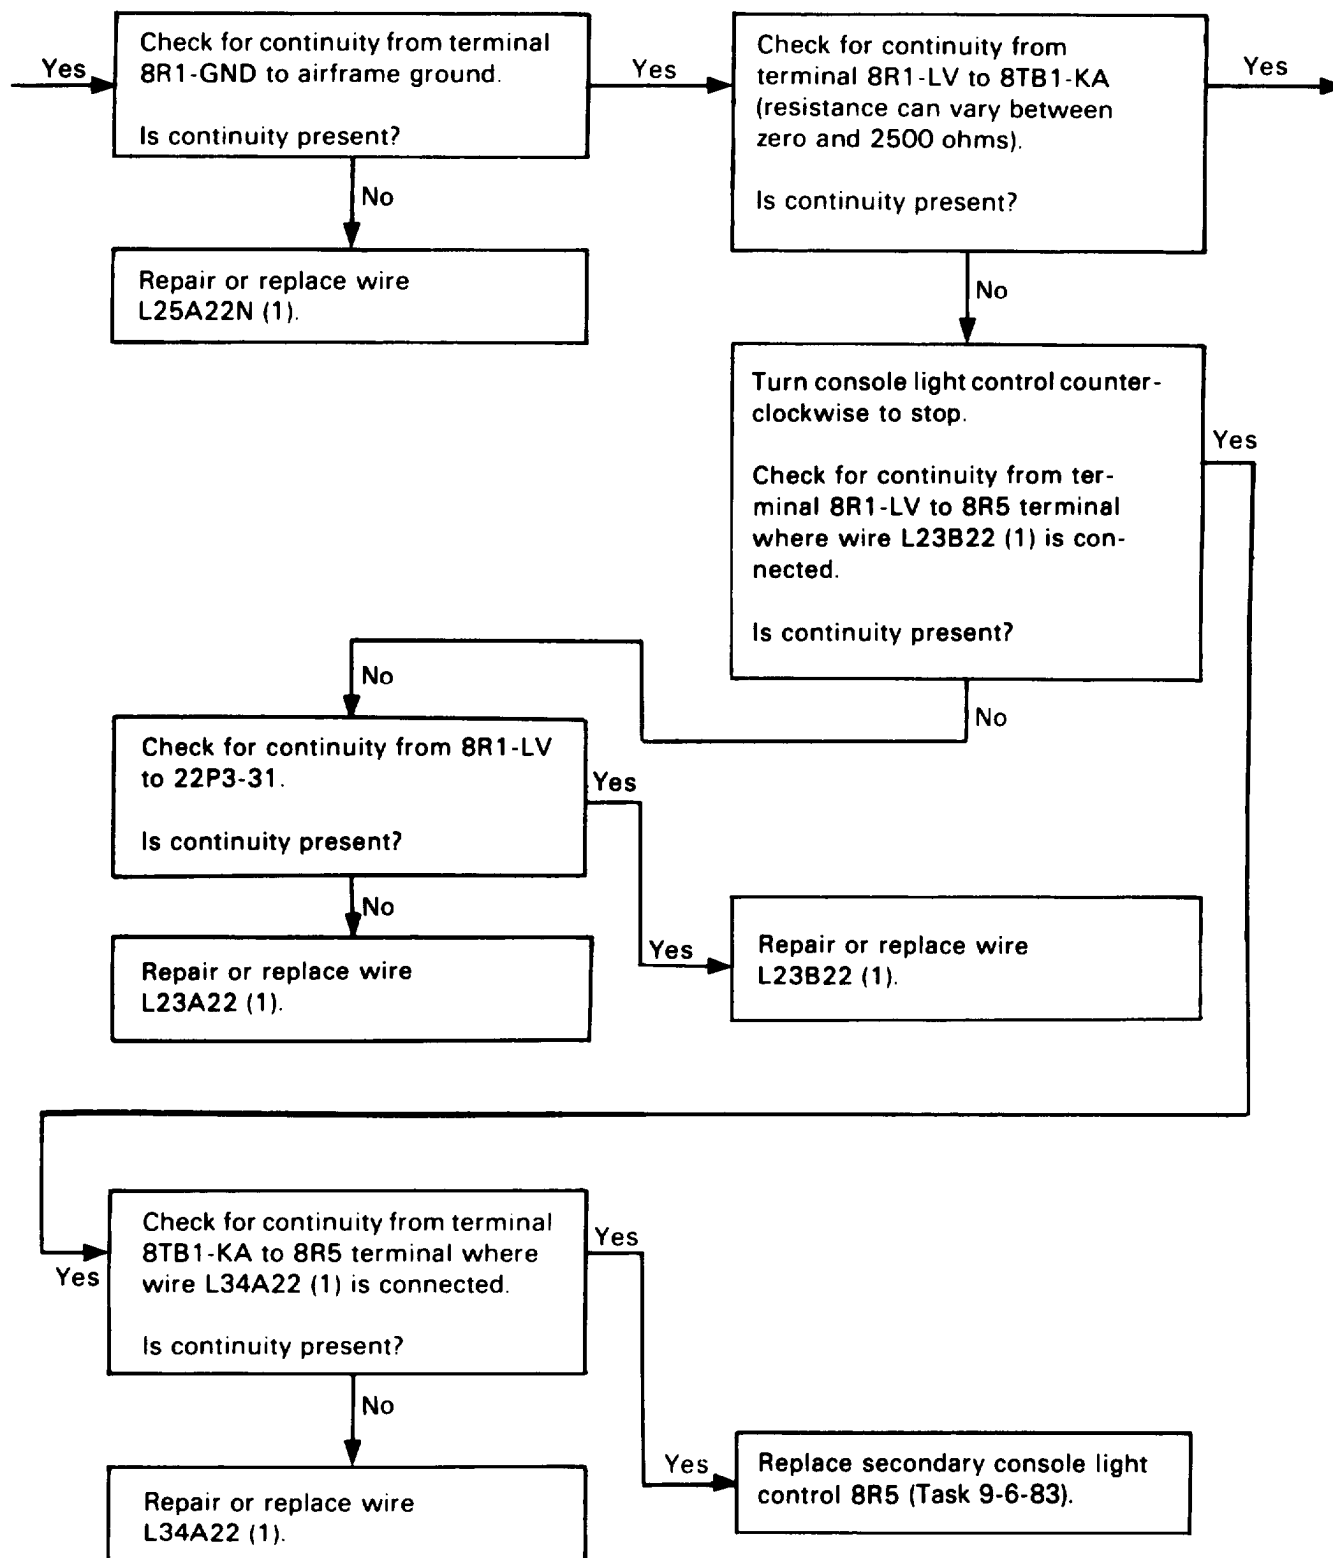 Yes
Check for continuity from terminal
8R1-GND to airframe ground.
Is continuity present?
Yes
Check for continuity from
terminal 8R1-LV to 8TB1-KA
(resistance can vary between
zero and 2500 ohms).
Is continuity present?
Yes
No
Repair or replace wire
L25A22N (1).
No
Turn console light control counter-
clockwise to stop.
Check for continuity from ter-
minal 8R1-LV to 8R5 terminal
where wire L23B22 (1) is con-
nected.
Is continuity present?
Yes
No
No
Check for continuity from 8R1-LV
to 22P3-31.
Is continuity present?
Yes
No
Repair or replace wire
L23A22 (1).
Yes
Repair or replace wire
L23B22 (1).
Yes
Check for continuity from terminal
8TB1-KA to 8R5 terminal where
wire L34A22 (1) is connected.
Is continuity present?
Yes
No
Repair or replace wire
L34A22 (1).
Yes
Replace secondary console light
control 8R5 (Task 9-6-83).